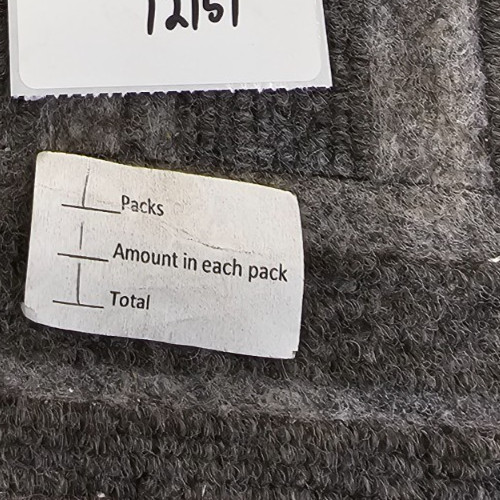 12151
1 Packs
1 Amount in each pack
1 Total